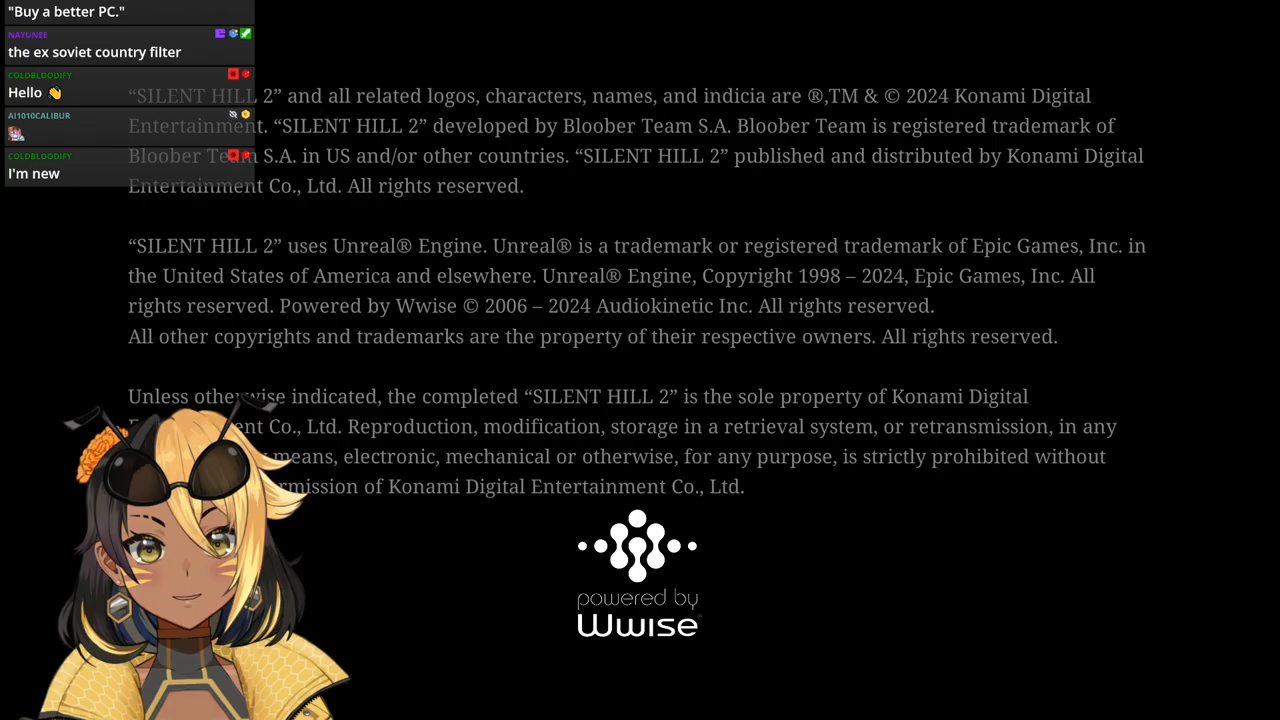 "Buy a better PC."
NAYUNEE
the ex soviet country filter
COLDBLOODIFY
Hello 👋
AI1010CALIBUR
COLDBLOODIFY
I'm new
“SILENT HILL 2” and all related logos, characters, names, and indicia are ®,TM & © 2024 Konami Digital
Entertainment. “SILENT HILL 2” developed by Bloober Team S.A. Bloober Team is registered trademark of
Bloober Team S.A. in US and/or other countries. “SILENT HILL 2” published and distributed by Konami Digital
Entertainment Co., Ltd. All rights reserved.
“SILENT HILL 2” uses Unreal® Engine. Unreal® is a trademark or registered trademark of Epic Games, Inc. in
the United States of America and elsewhere. Unreal® Engine, Copyright 1998 – 2024, Epic Games, Inc. All
rights reserved. Powered by Wwise © 2006 – 2024 Audiokinetic Inc. All rights reserved.
All other copyrights and trademarks are the property of their respective owners. All rights reserved.
Unless otherwise indicated, the completed “SILENT HILL 2” is the sole property of Konami Digital
Co., Ltd. Reproduction, modification, storage in a retrieval system, or retransmission, in any
means, electronic, mechanical or otherwise, for any purpose, is strictly prohibited without
of Konami Digital Entertainment Co., Ltd.
powered by
Wwise